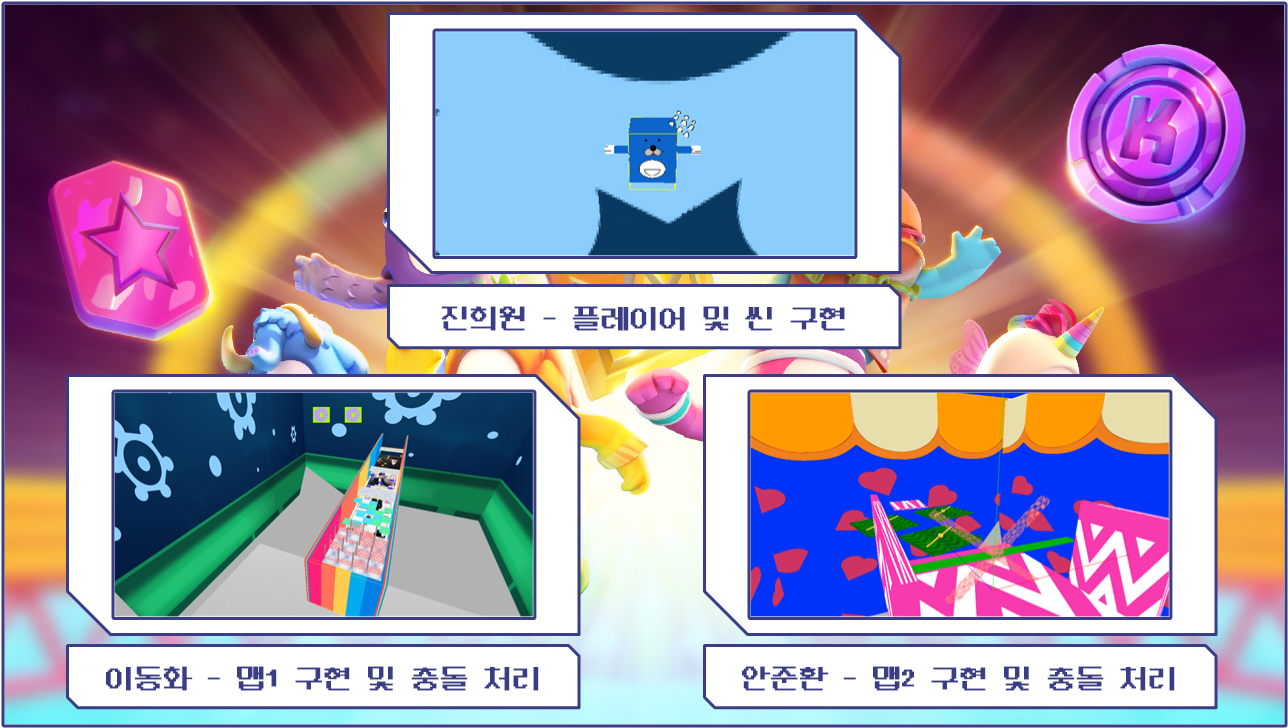 K
진희원 - 플레이어 및 씬 구현
이동화 - 맵1 구현 및 충돌 처리
안준환 - 맵2 구현 및 충돌 처리